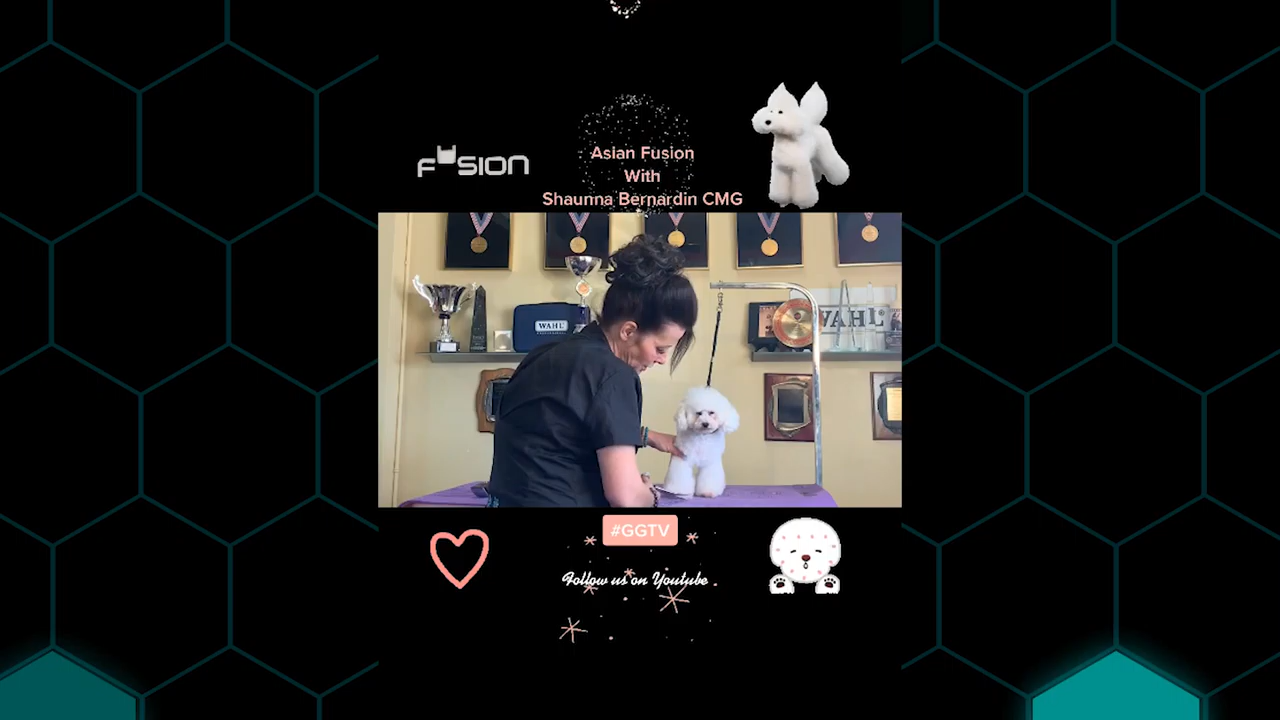 FUSION
Asian Fusion
With
Shaunna Bernardin CMG
WAHL
WAHL
#GGTV
Follow us on Youtube